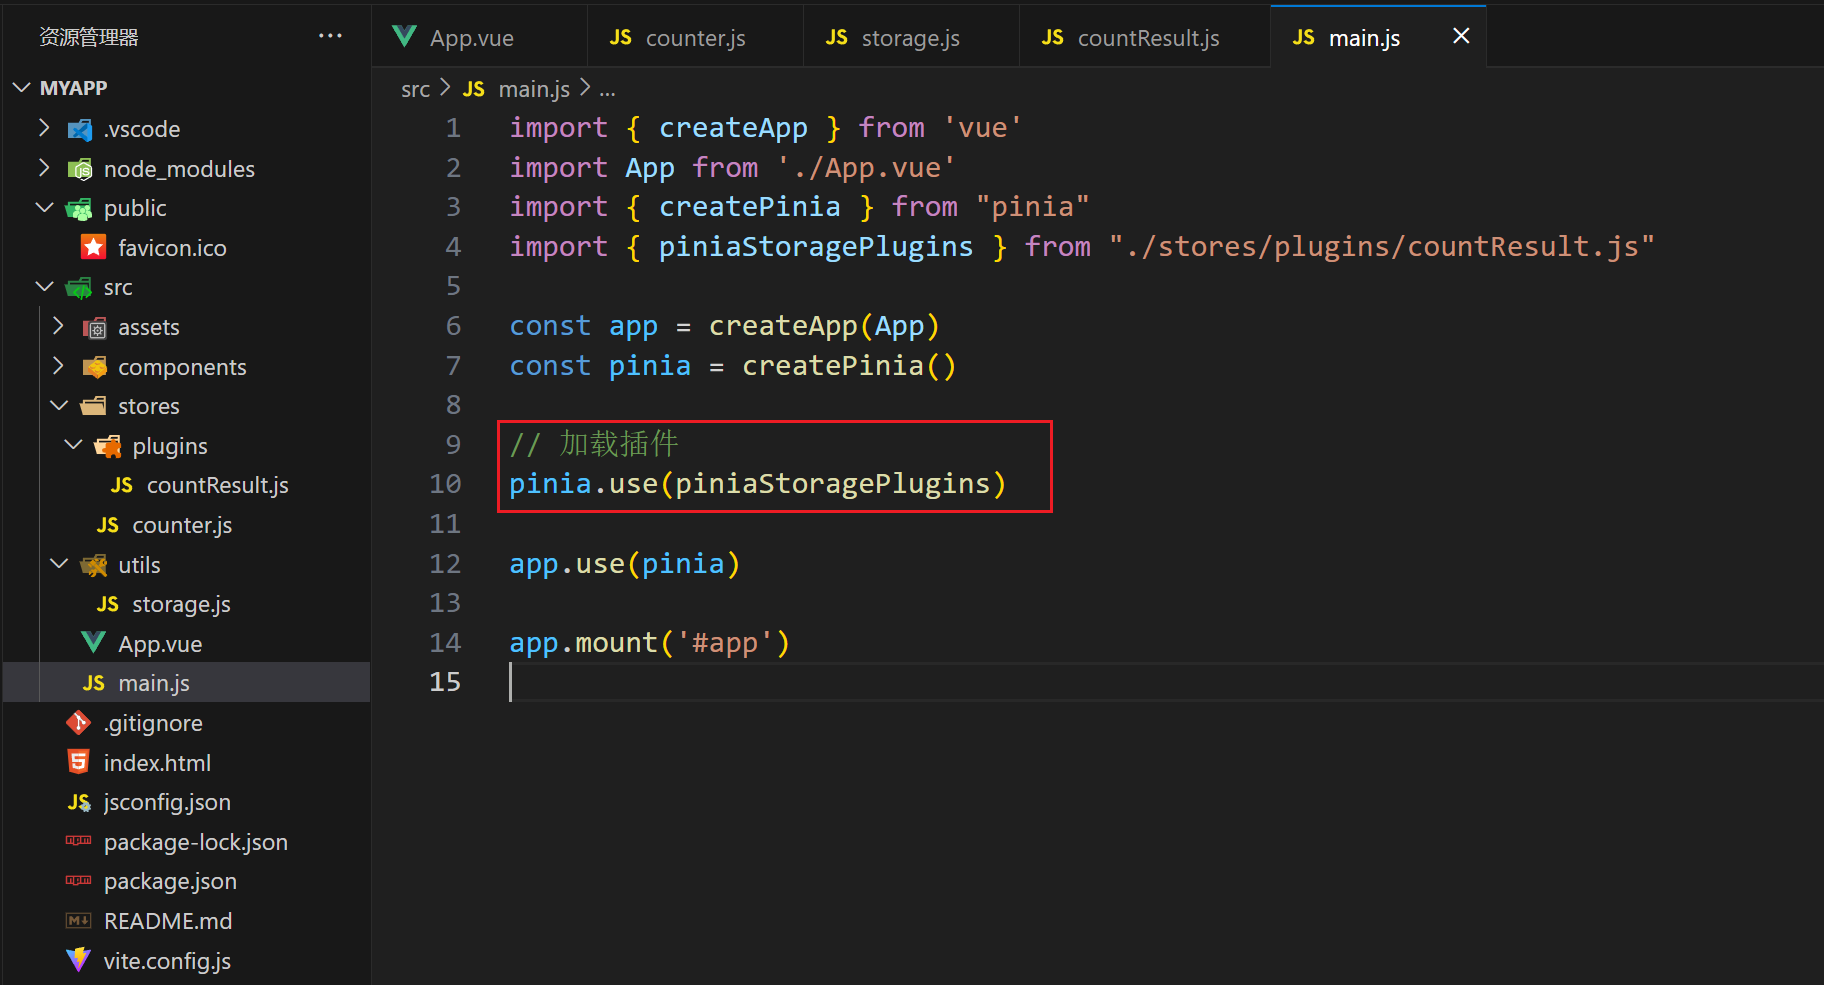 资源管理器 ···
MYAPP
.vscode
node_modules
public
favicon.ico
src
assets
components
stores
plugins
JS countResult.js
JS counter.js
utils
JS storage.js
App.vue
JS main.js
.gitignore
index.html
JS jsconfig.json
package-lock.json
package.json
README.md
vite.config.js
App.vue
JS counter.js
JS storage.js
JS countResult.js
JS main.js
src > JS main.js > ...
1 import { createApp } from 'vue'
2 import App from './App.vue'
3 import { createPinia } from "pinia"
4 import { piniaStoragePlugins } from "./stores/plugins/countResult.js"
5
6 const app = createApp(App)
7 const pinia = createPinia()
8
9 // 加载插件
10 pinia.use(piniaStoragePlugins)
11
12 app.use(pinia)
13
14 app.mount('#app')
15